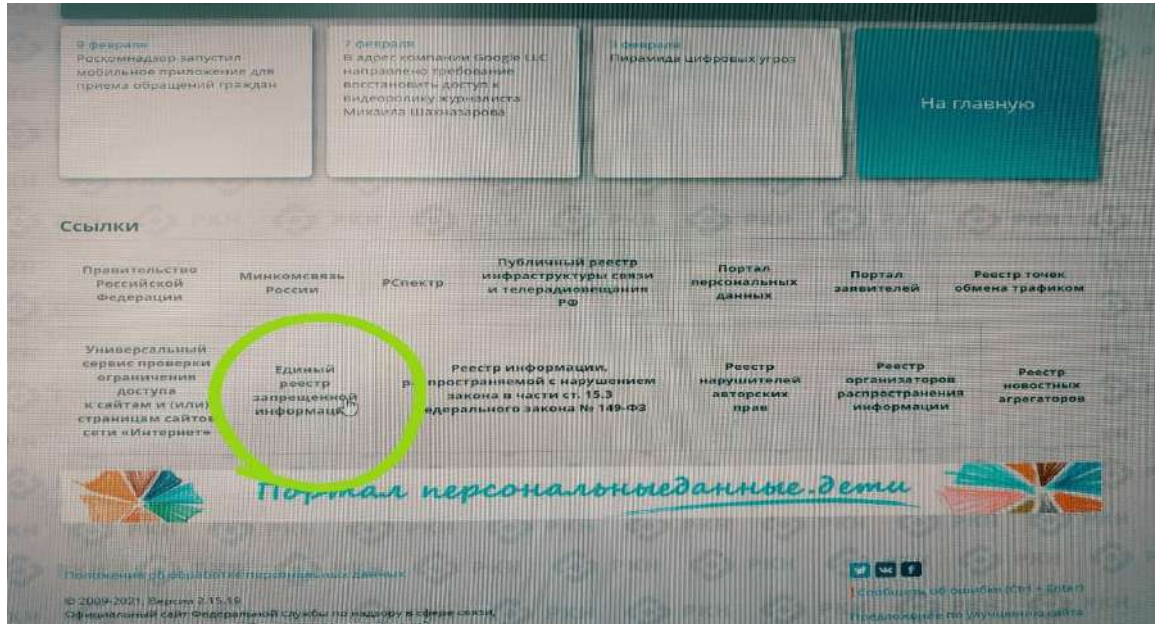 9 февраля
Роскомнадзор запустил
мобильное приложение для
приема обращений граждан
7 февраля
В адрес компании Google LLC
направлено требование
восстановить доступ к
видеоролику журналиста
Михаила Шахназарова
3 февраля
Пирамида цифровых угроз
На главную
Ссылки
Правительство
Российской
Федерации
Минкомсвязь
России
РСпектр
Публичный реестр
инфраструктуры связи
и телерадиовещания
РФ
Портал
персональных
данных
Портал
заявителей
Реестр точек
обмена трафиком
Универсальный
сервис проверки
ограничения
доступа
к сайтам и (или)
страницам сайтов
сети «Интернет»
Единый
реестр
запрещенной
информации
Реестр информации,
распространяемой с нарушением
закона в части ст. 15.3
Федерального закона № 149-ФЗ
Реестр
нарушителей
авторских
прав
Реестр
организаторов
распространения
информации
Реестр
новостных
агрегаторов
Портал персональныеданные.дети
Положения об обработке персональных данных
© 2009-2021, Версия 2.15.19
Официальный сайт Федеральной службы по надзору в сфере связи,
! Сообщить об ошибке (Ctrl + Enter)
Предложение по улучшению сайта